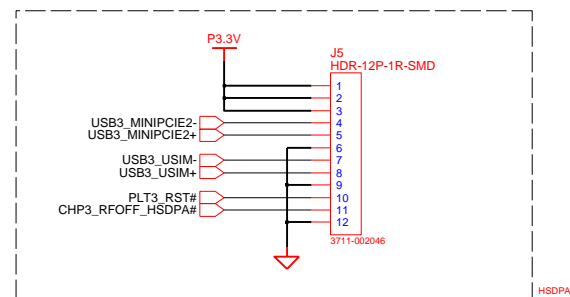 P3.3V
J5
HDR-12P-1R-SMD
1
2
3
USB3_MINIPCIE2- 4
USB3_MINIPCIE2+ 5
6
USB3_USIM- 7
USB3_USIM+ 8
9
PLT3_RST# 10
CHP3_RFOFF_HSDPA# 11
12
3711-002046
HSDPA